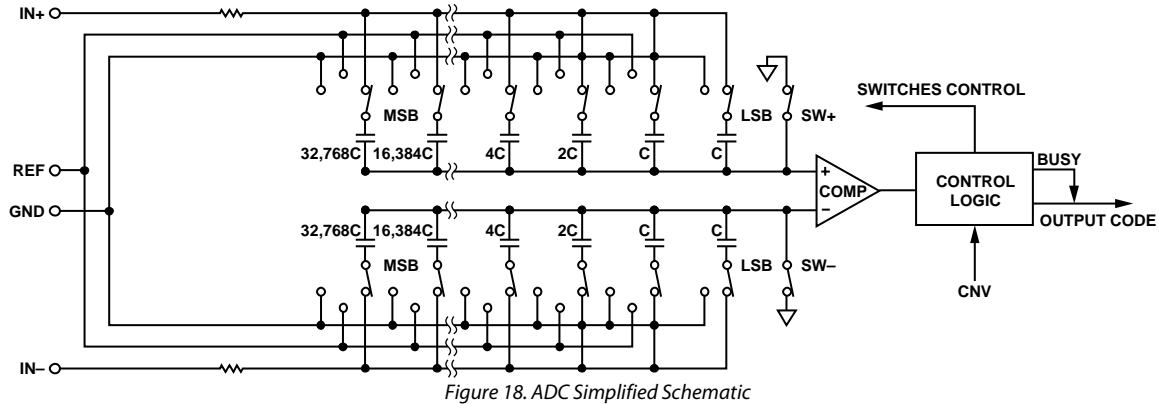 IN+
SWITCHES CONTROL
MSB
LSB
SW+
32,768C 16,384C 4C 2C C C
REF
BUSY
COMP
+
–
CONTROL
LOGIC
GND
OUTPUT CODE
32,768C 16,384C 4C 2C C C
MSB
LSB
SW–
CNV
IN–
Figure 18. ADC Simplified Schematic